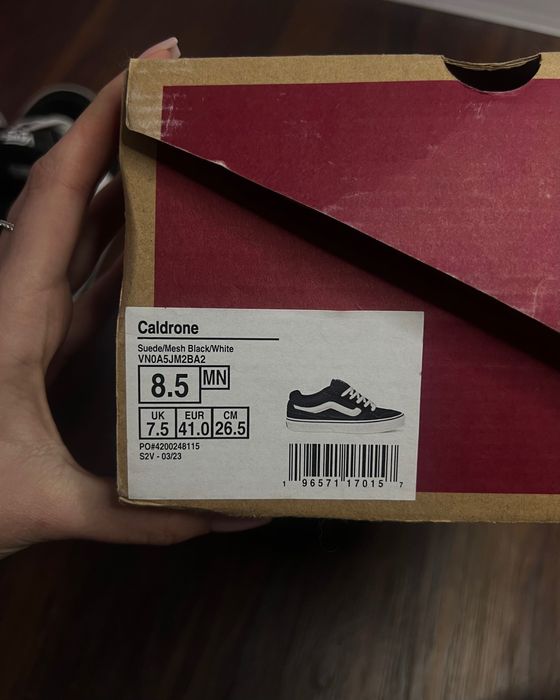 Caldrone
Suede/Mesh Black/White
VN0A5JM2BA2
8.5 MN
UK EUR CM
7.5 41.0 26.5
PO#4200248115
S2V - 03/23
1 96571 17015 7